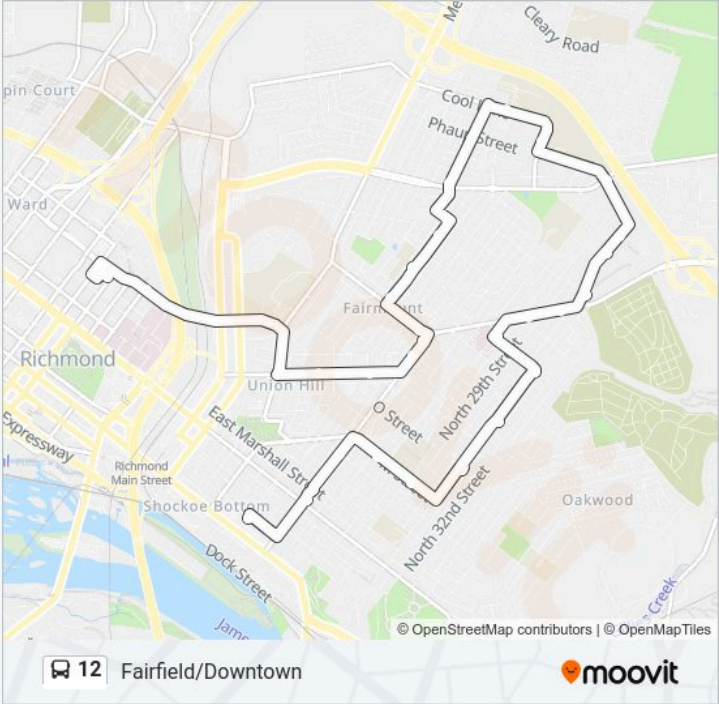 Cleary Road
pin Court
Cool
Phaup Street
Ward
Fairmount
Richmond
Union Hill
North 29th Street
O Street
East Marshall Street
Expressway
Richmond
Main Street
Shockoe Bottom
North 32nd Street
Oakwood
Dock Street
Creek
James
© OpenStreetMap contributors | © OpenMapTiles
12 Fairfield/Downtown
moovit